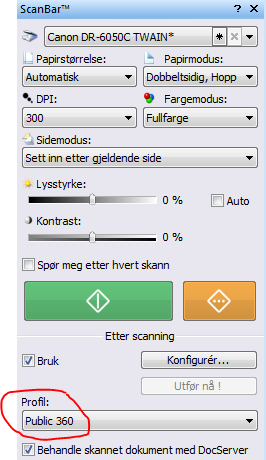 ScanBar™ ?
Canon DR-6050C TWAIN*
Papirstørrelse: Papirmodus:
Automatisk Dobbeltsidig, Hopp
DPI: Fargemodus:
300 Fullfarge
Sidemodus:
Sett inn etter gjeldende side
Lysstyrke:
0 % Auto
Kontrast:
0 %
Spør meg etter hvert skann
Etter scanning
Bruk Konfigurér...
Utfør nå !
Profil:
Public 360
Behandle skannet dokument med DocServer